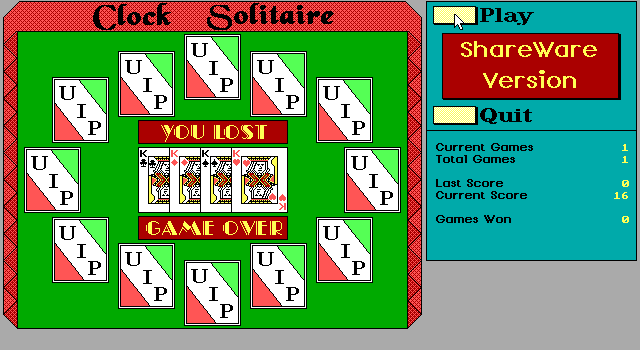 Clock Solitaire
Play
ShareWare
Version
Quit
Current Games 1
Total Games 1
Last Score 0
Current Score 16
Games Won 0
U I P
U I P
U I P
U I P
U I P
YOU LOST
K K K K
K
U I P
U I P
GAME OVER
U I P
U I P
U I P
U I P
U I P